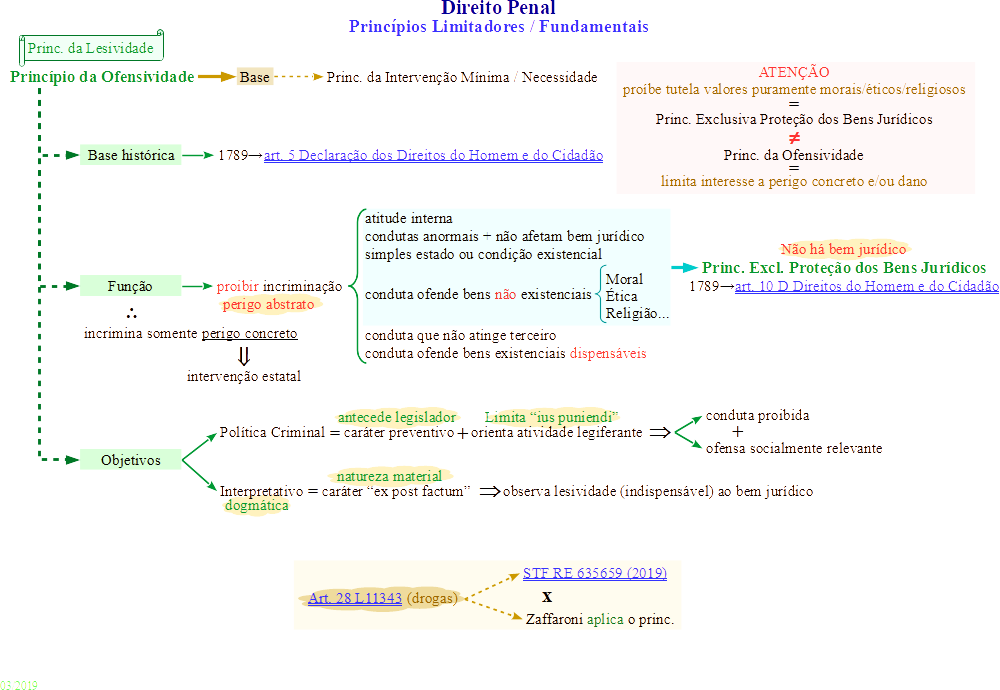 Direito Penal
Princípios Limitadores / Fundamentais
Princ. da Lesividade
Princípio da Ofensividade
Base
Princ. da Intervenção Mínima / Necessidade
ATENÇÃO
proíbe tutela valores puramente morais/éticos/religiosos
=
Princ. Exclusiva Proteção dos Bens Jurídicos
≠
Princ. da Ofensividade
=
limita interesse a perigo concreto e/ou dano
Base histórica
1789→art. 5 Declaração dos Direitos do Homem e do Cidadão
Função
∴
incrimina somente perigo concreto
⇓
intervenção estatal
proibir incriminação
perigo abstrato
atitude interna
condutas anormais + não afetam bem jurídico
simples estado ou condição existencial
conduta ofende bens não existenciais
Moral
Ética
Religião...
conduta que não atinge terceiro
conduta ofende bens existenciais dispensáveis
Não há bem jurídico
Princ. Excl. Proteção dos Bens Jurídicos
1789→art. 10 D Direitos do Homem e do Cidadão
Objetivos
antecede legislador
Limita “ius puniendi”
Política Criminal = caráter preventivo + orienta atividade legiferante ⇒
conduta proibida
+
ofensa socialmente relevante
natureza material
Interpretativo = caráter “ex post factum” ⇒ observa lesividade (indispensável) ao bem jurídico
dogmática
Art. 28 L11343 (drogas)
STF RE 635659 (2019)
x
Zaffaroni aplica o princ.
03.2019